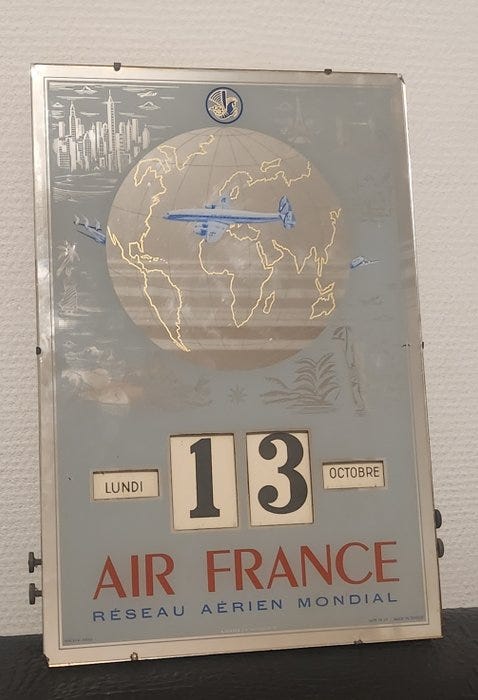 LUNDI
13
OCTOBRE
AIR FRANCE
RÉSEAU AÉRIEN MONDIAL